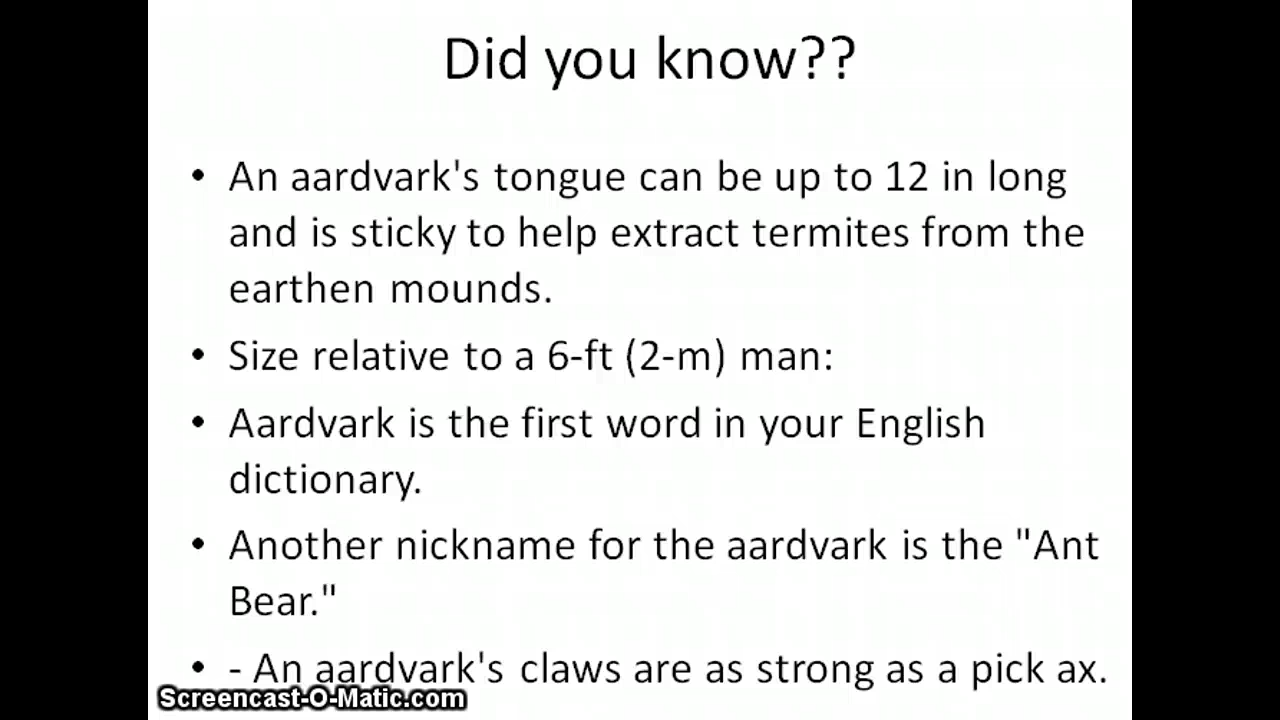 Did you know??
• An aardvark's tongue can be up to 12 in long
and is sticky to help extract termites from the
earthen mounds.
• Size relative to a 6-ft (2-m) man:
• Aardvark is the first word in your English
dictionary.
• Another nickname for the aardvark is the "Ant
Bear."
• - An aardvark's claws are as strong as a pick ax.
Screencast-O-Matic.com